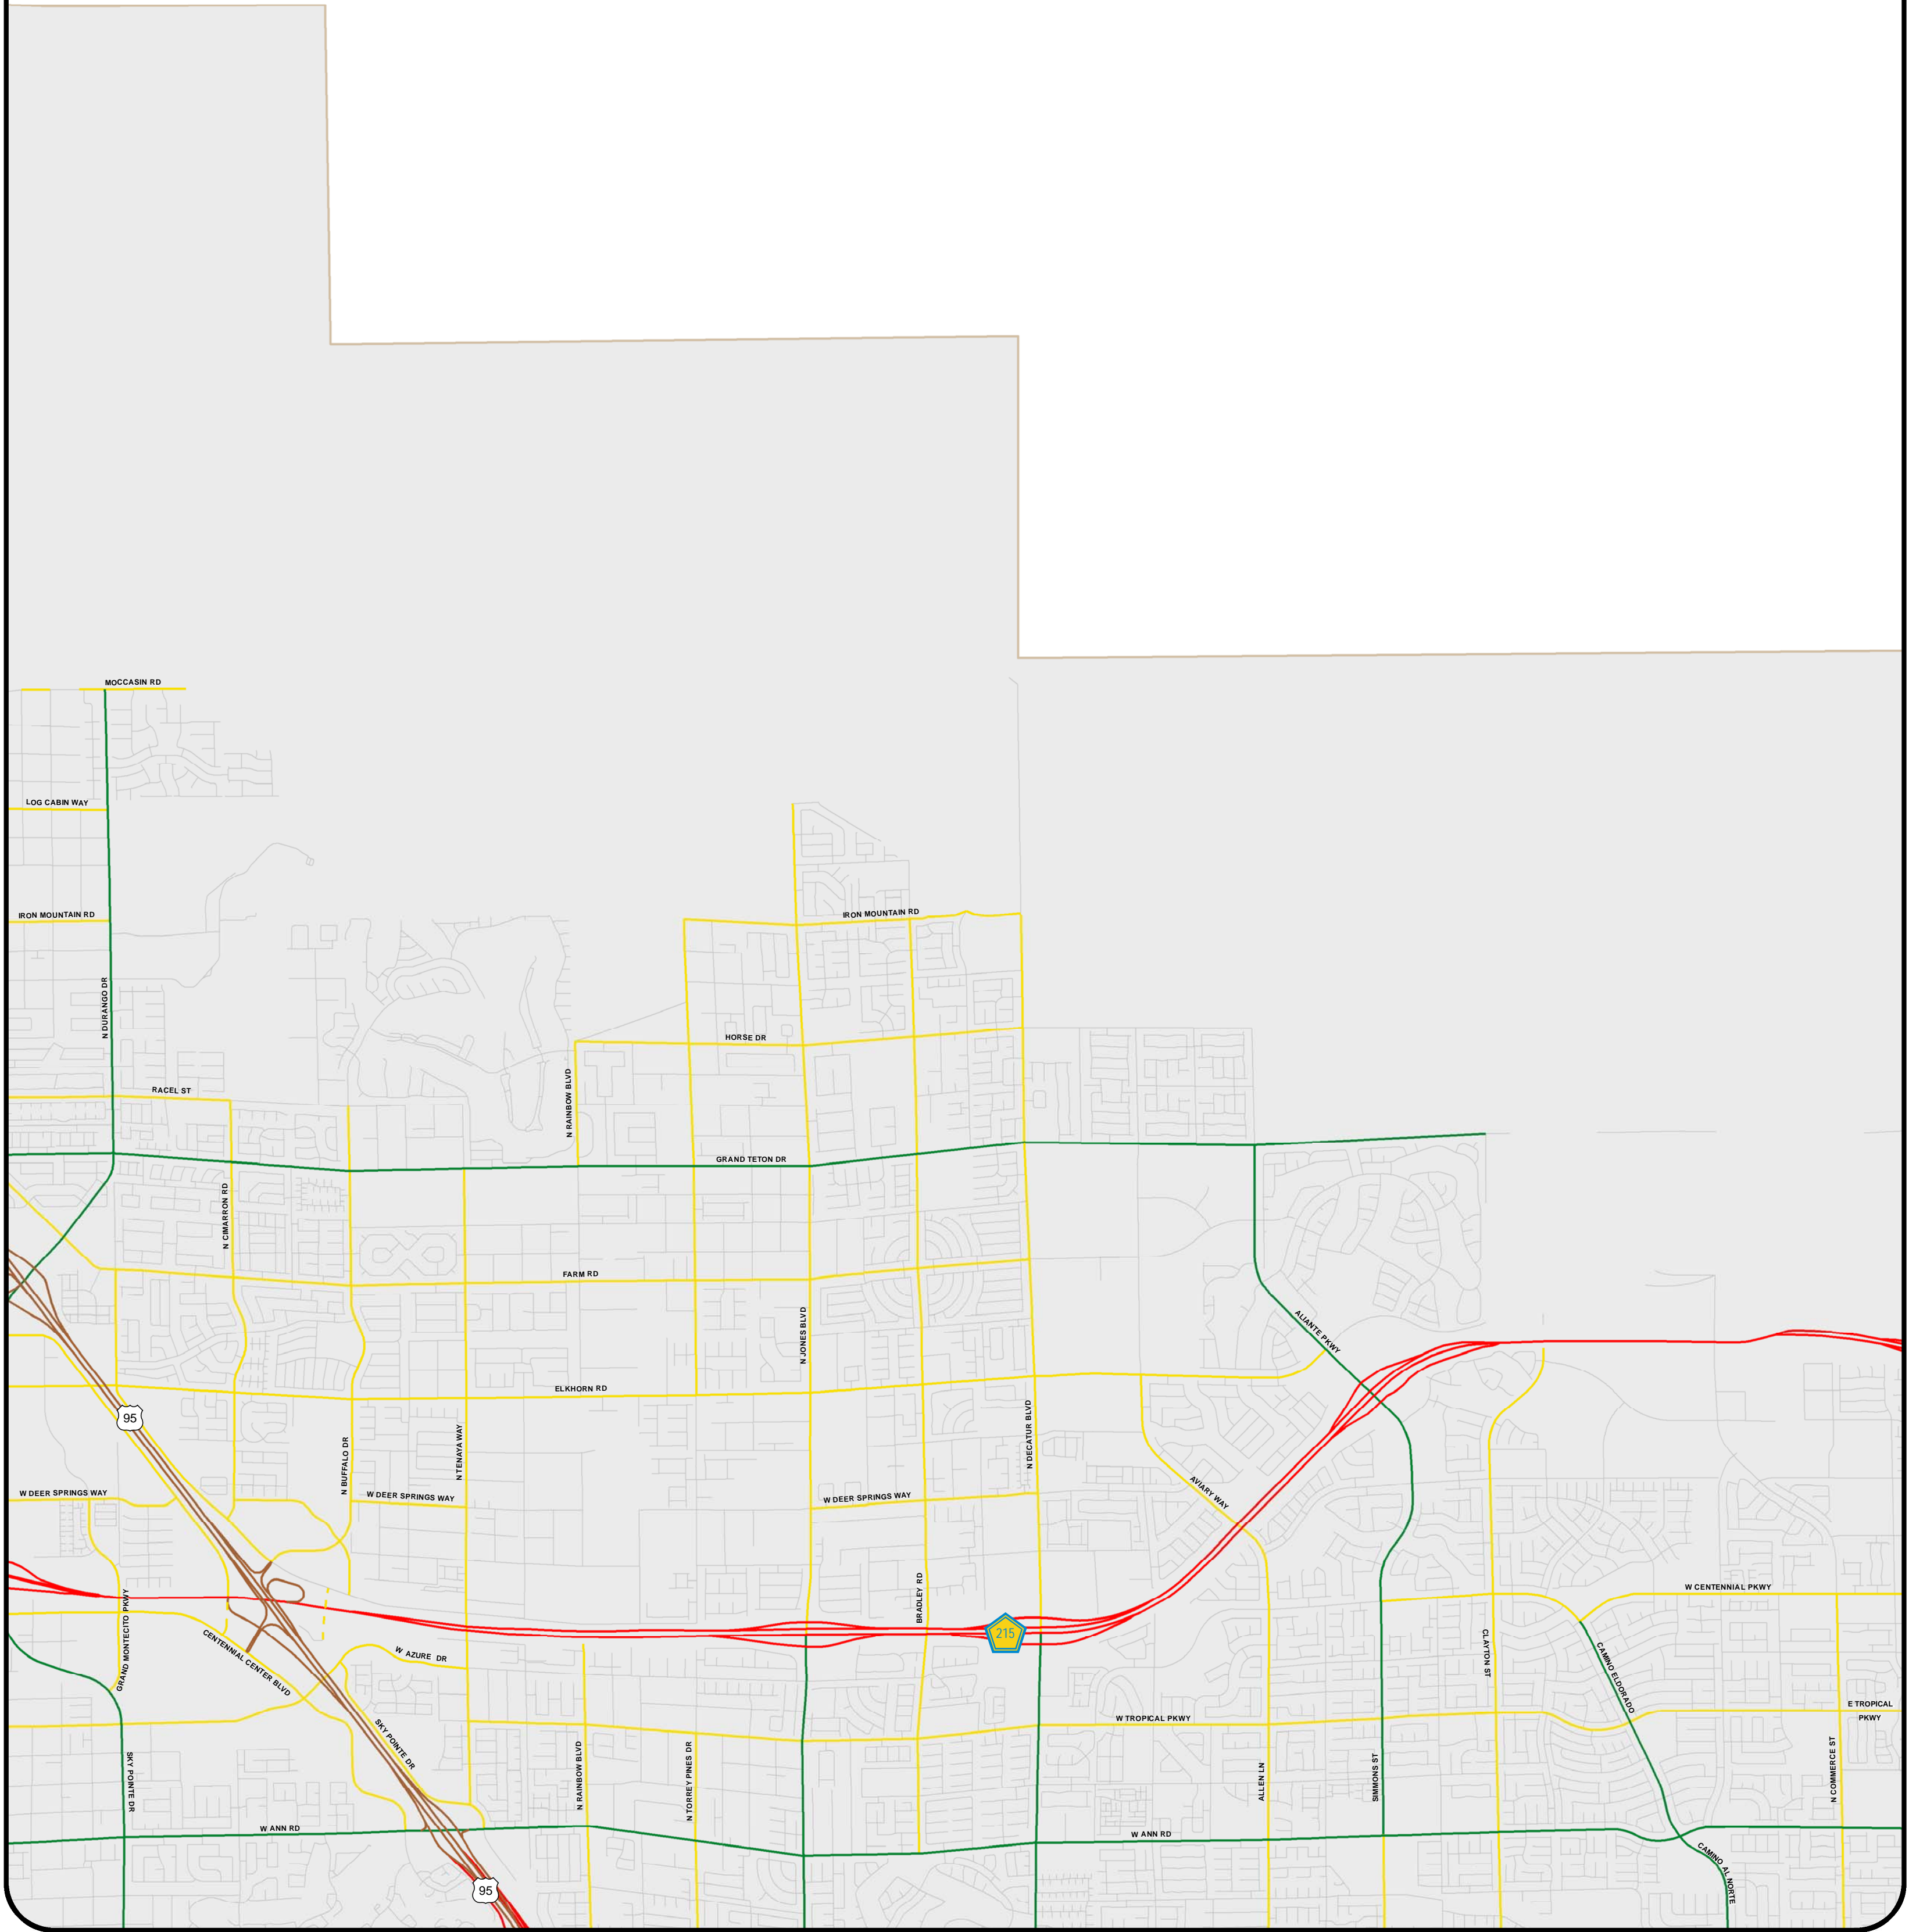 MOCCASIN RD
LOG CABIN WAY
IRON MOUNTAIN RD
IRON MOUNTAIN RD
N DURANGO DR
HORSE DR
RACEL ST
N RAINBOW BLVD
GRAND TETON DR
N CIMARRON RD
FARM RD
N JONES BLVD
ALIANTE PKWY
ELKHORN RD
95
N BUFFALO DR
N TENAYA WAY
N DECATUR BLVD
W DEER SPRINGS WAY
W DEER SPRINGS WAY
W DEER SPRINGS WAY
AVIARY WAY
W CENTENNIAL PKWY
GRAND MONTECITO PKWY
BRADLEY RD
215
CENTENNIAL CENTER BLVD
W AZURE DR
CLAYTON ST
CAMINO ELDORADO
E TROPICAL
PKWY
W TROPICAL PKWY
SKY POINTE DR
SKY POINTE DR
N RAINBOW BLVD
N TORREY PINES DR
ALLEN LN
SIMMONS ST
N COMMERCE ST
W ANN RD
W ANN RD
CAMINO AL NORTE
95